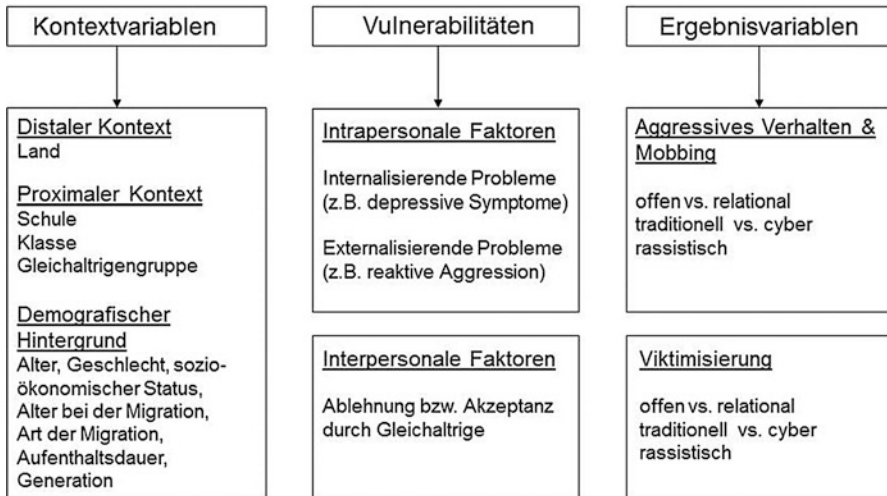 Kontextvariablen
Distaler Kontext
Land
Proximaler Kontext
Schule
Klasse
Gleichaltrigengruppe
Demografischer
Hintergrund
Alter, Geschlecht, sozio-
ökonomischer Status,
Alter bei der Migration,
Art der Migration,
Aufenthaltsdauer,
Generation
Vulnerabilitäten
Intrapersonale Faktoren
Internalisierende Probleme
(z.B. depressive Symptome)
Externalisierende Probleme
(z.B. reaktive Aggression)
Interpersonale Faktoren
Ablehnung bzw. Akzeptanz
durch Gleichaltrige
Ergebnisvariablen
Aggressives Verhalten &
Mobbing
offen vs. relational
traditionell vs. cyber
rassistisch
Viktimisierung
offen vs. relational
traditionell vs. cyber
rassistisch